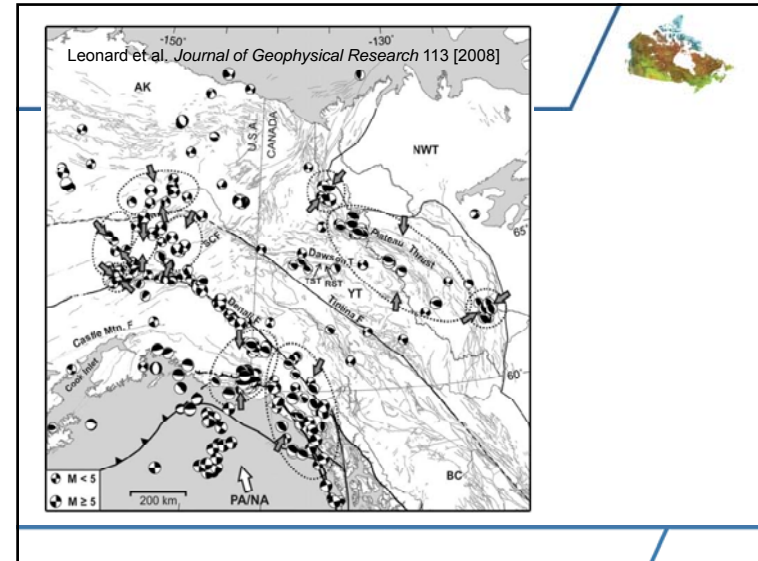 -150°
-130°
Leonard et al. Journal of Geophysical Research 113 [2008]
AK
U.S.A.
CANADA
NWT
65°
SCF
Plateau Thrust
Dawson T.
TST
RST
YT
Tintina F.
Denali F.
Castle Mtn. F
Cook Inlet
O
60°
BC
M < 5
M ≥ 5
200 km
PA/NA